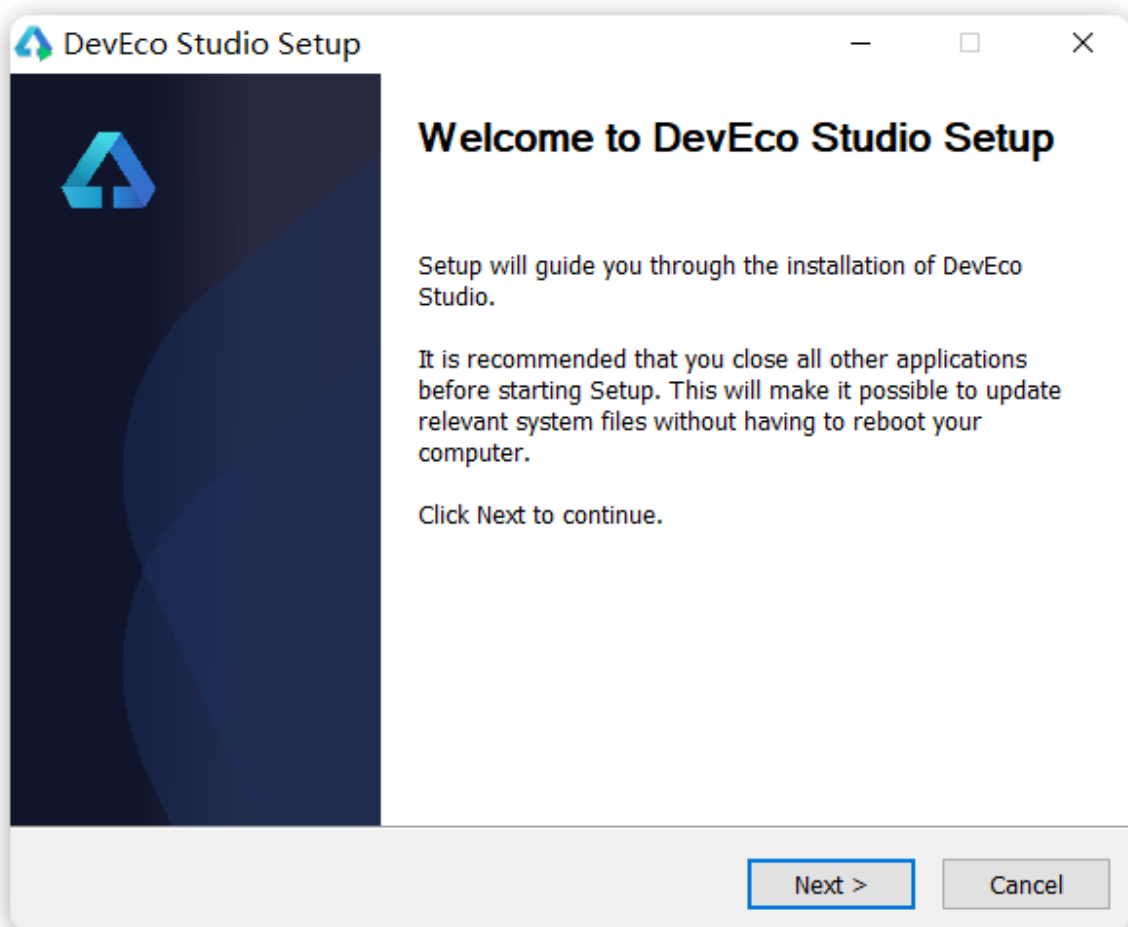 DevEco Studio Setup
Welcome to DevEco Studio Setup
Setup will guide you through the installation of DevEco
Studio.
It is recommended that you close all other applications
before starting Setup. This will make it possible to update
relevant system files without having to reboot your
computer.
Click Next to continue.
Next >
Cancel